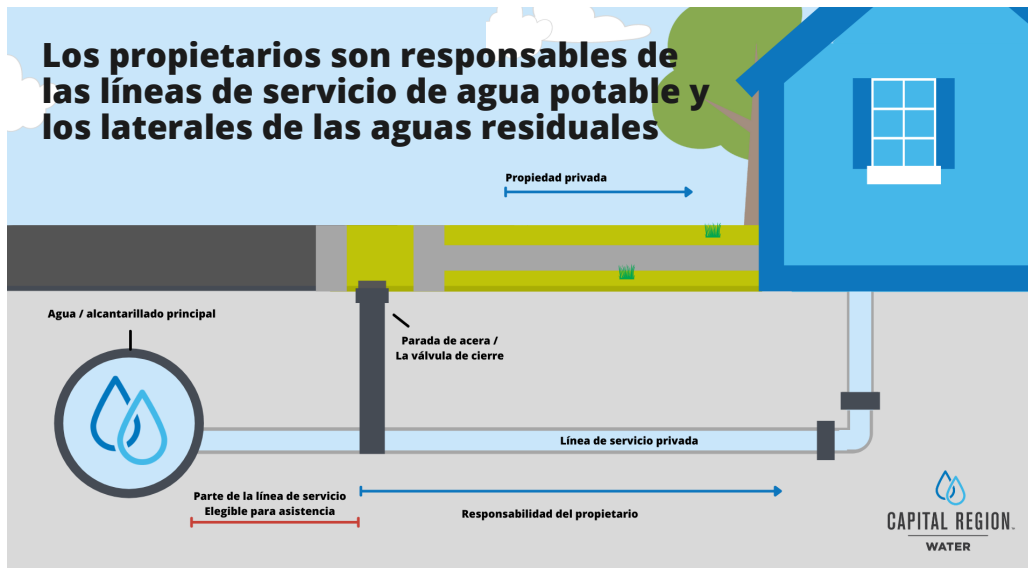 Los propietarios son responsables de
las líneas de servicio de agua potable y
los laterales de las aguas residuales
Propiedad privada
Agua / alcantarillado principal
Parada de acera /
La válvula de cierre
Línea de servicio privada
Parte de la línea de servicio
Elegible para asistencia
Responsabilidad del propietario
CAPITAL REGION
WATER